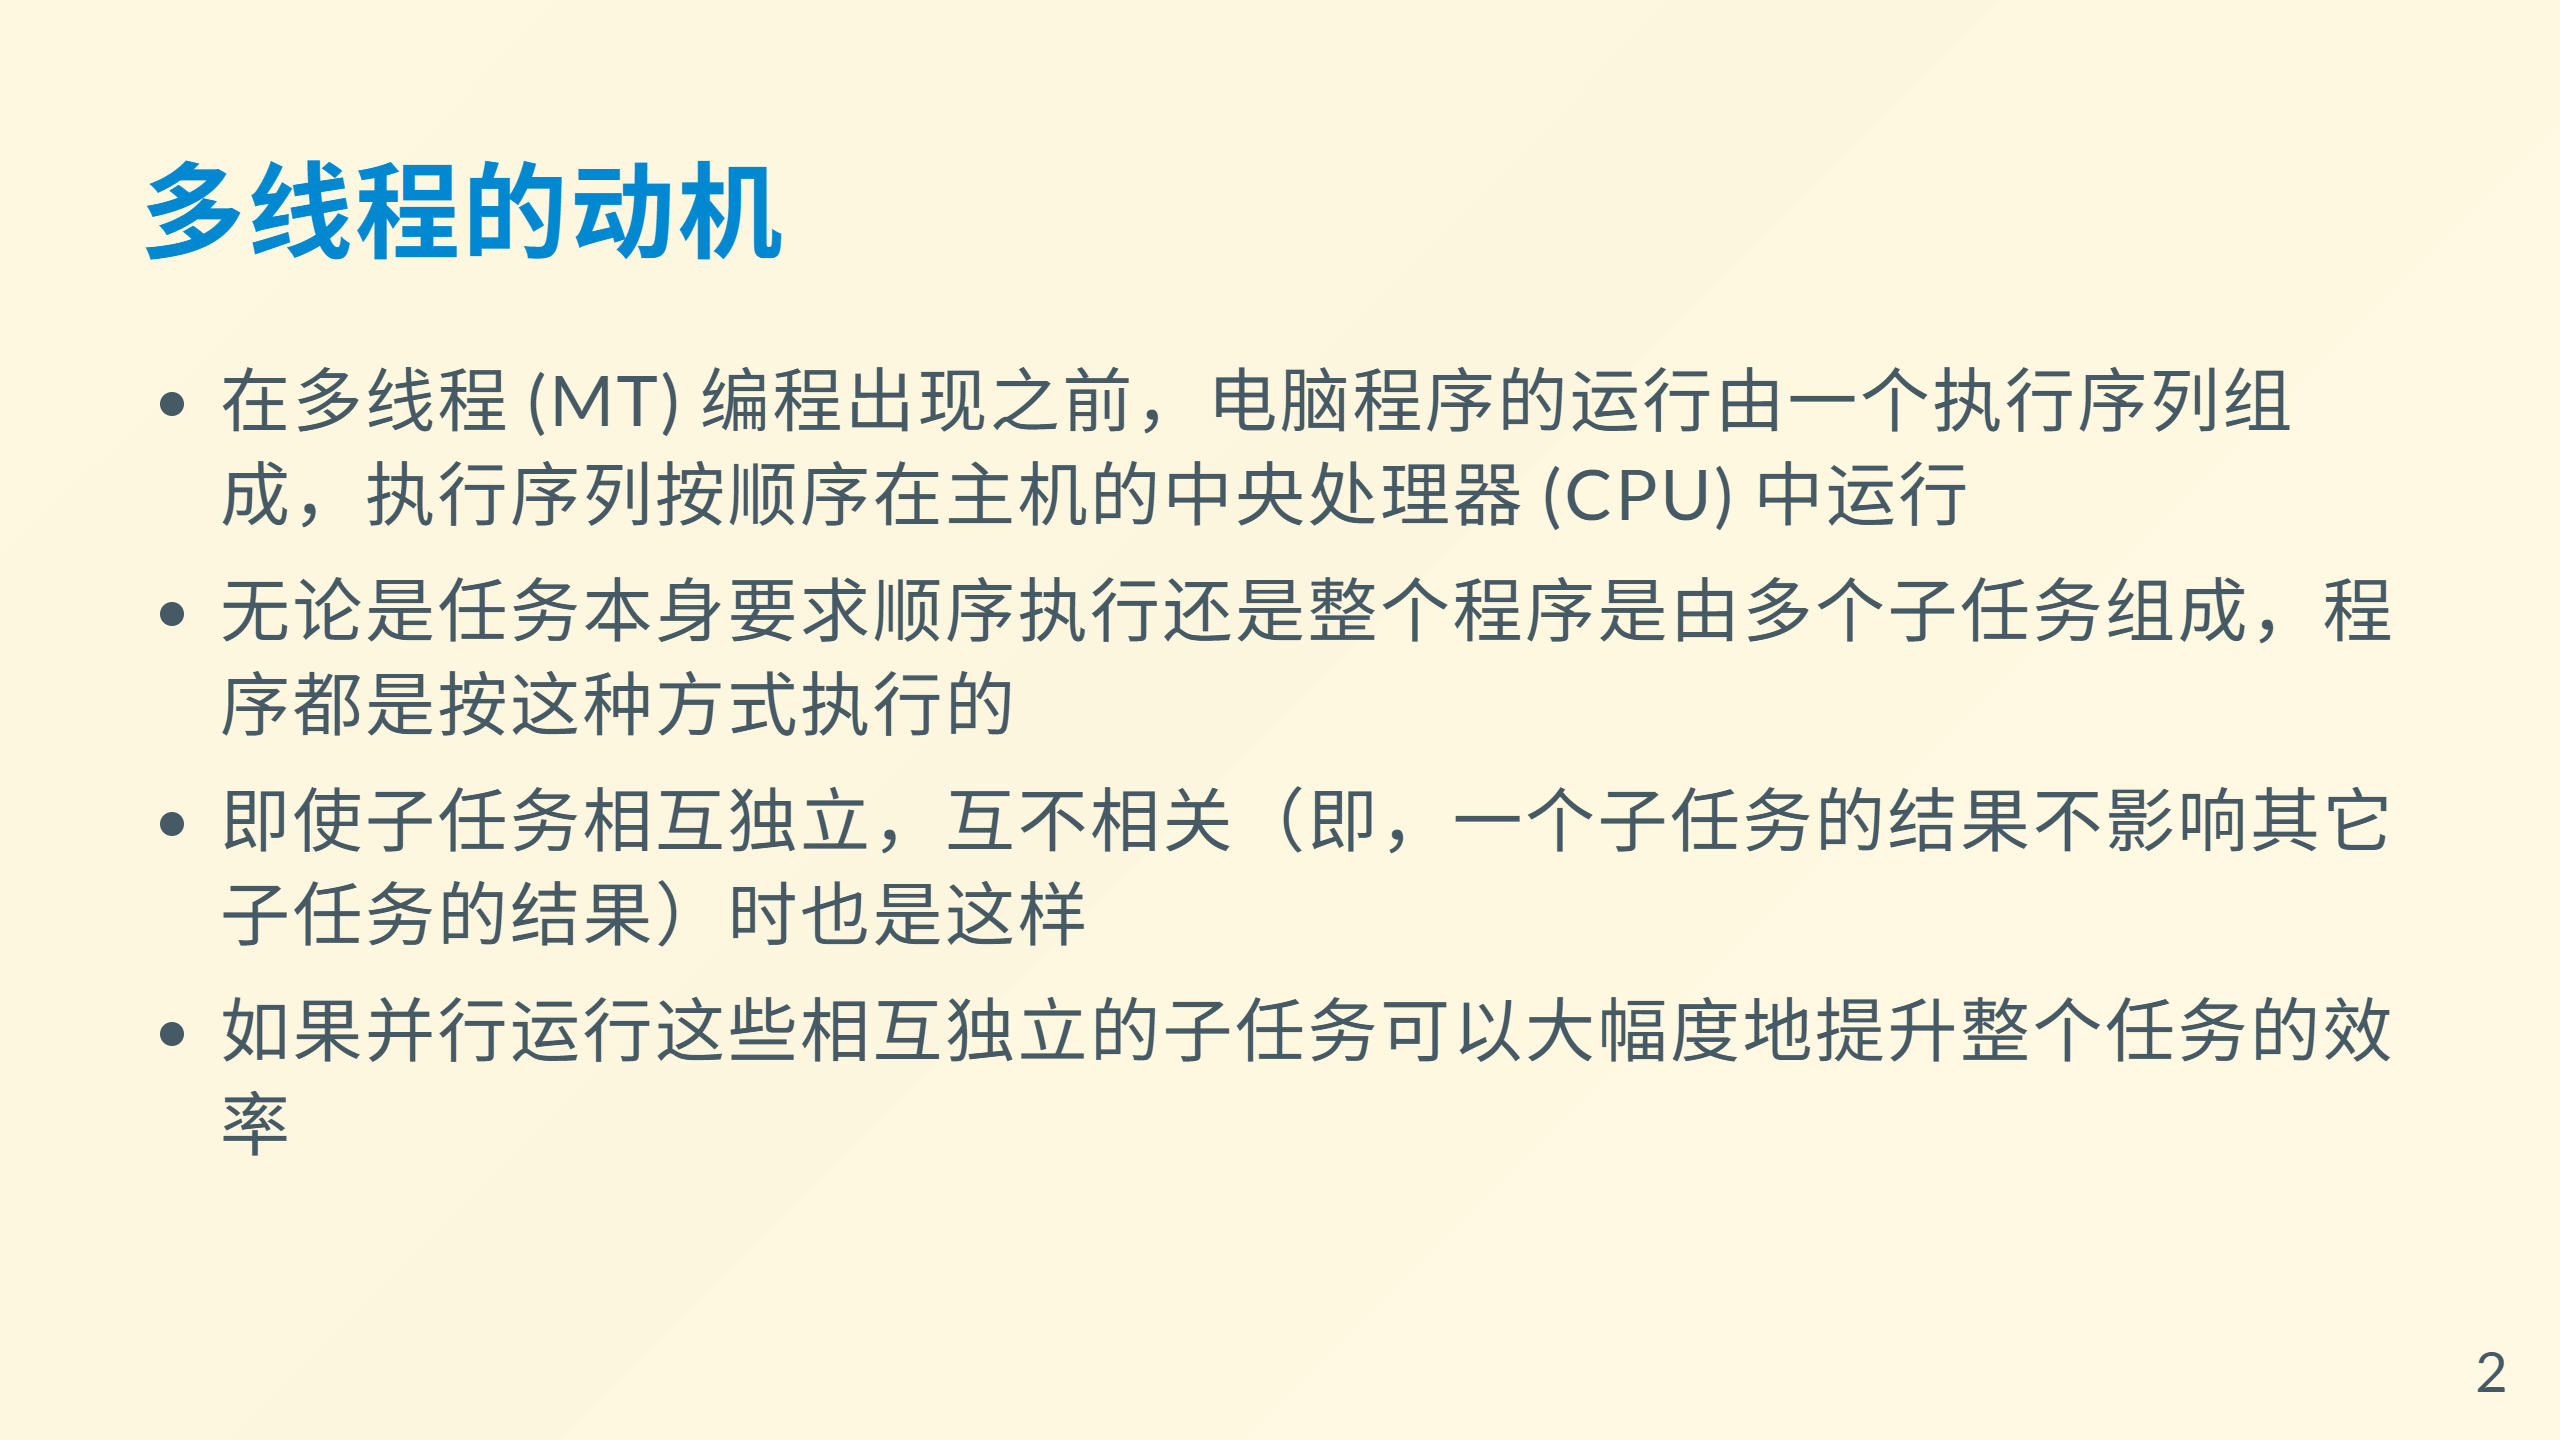 多线程的动机
• 在多线程 (MT) 编程出现之前，电脑程序的运行由一个执行序列组
成，执行序列按顺序在主机的中央处理器 (CPU) 中运行
• 无论是任务本身要求顺序执行还是整个程序是由多个子任务组成，程
序都是按这种方式执行的
• 即使子任务相互独立，互不相关（即，一个子任务的结果不影响其它
子任务的结果）时也是这样
• 如果并行运行这些相互独立的子任务可以大幅度地提升整个任务的效
率
2